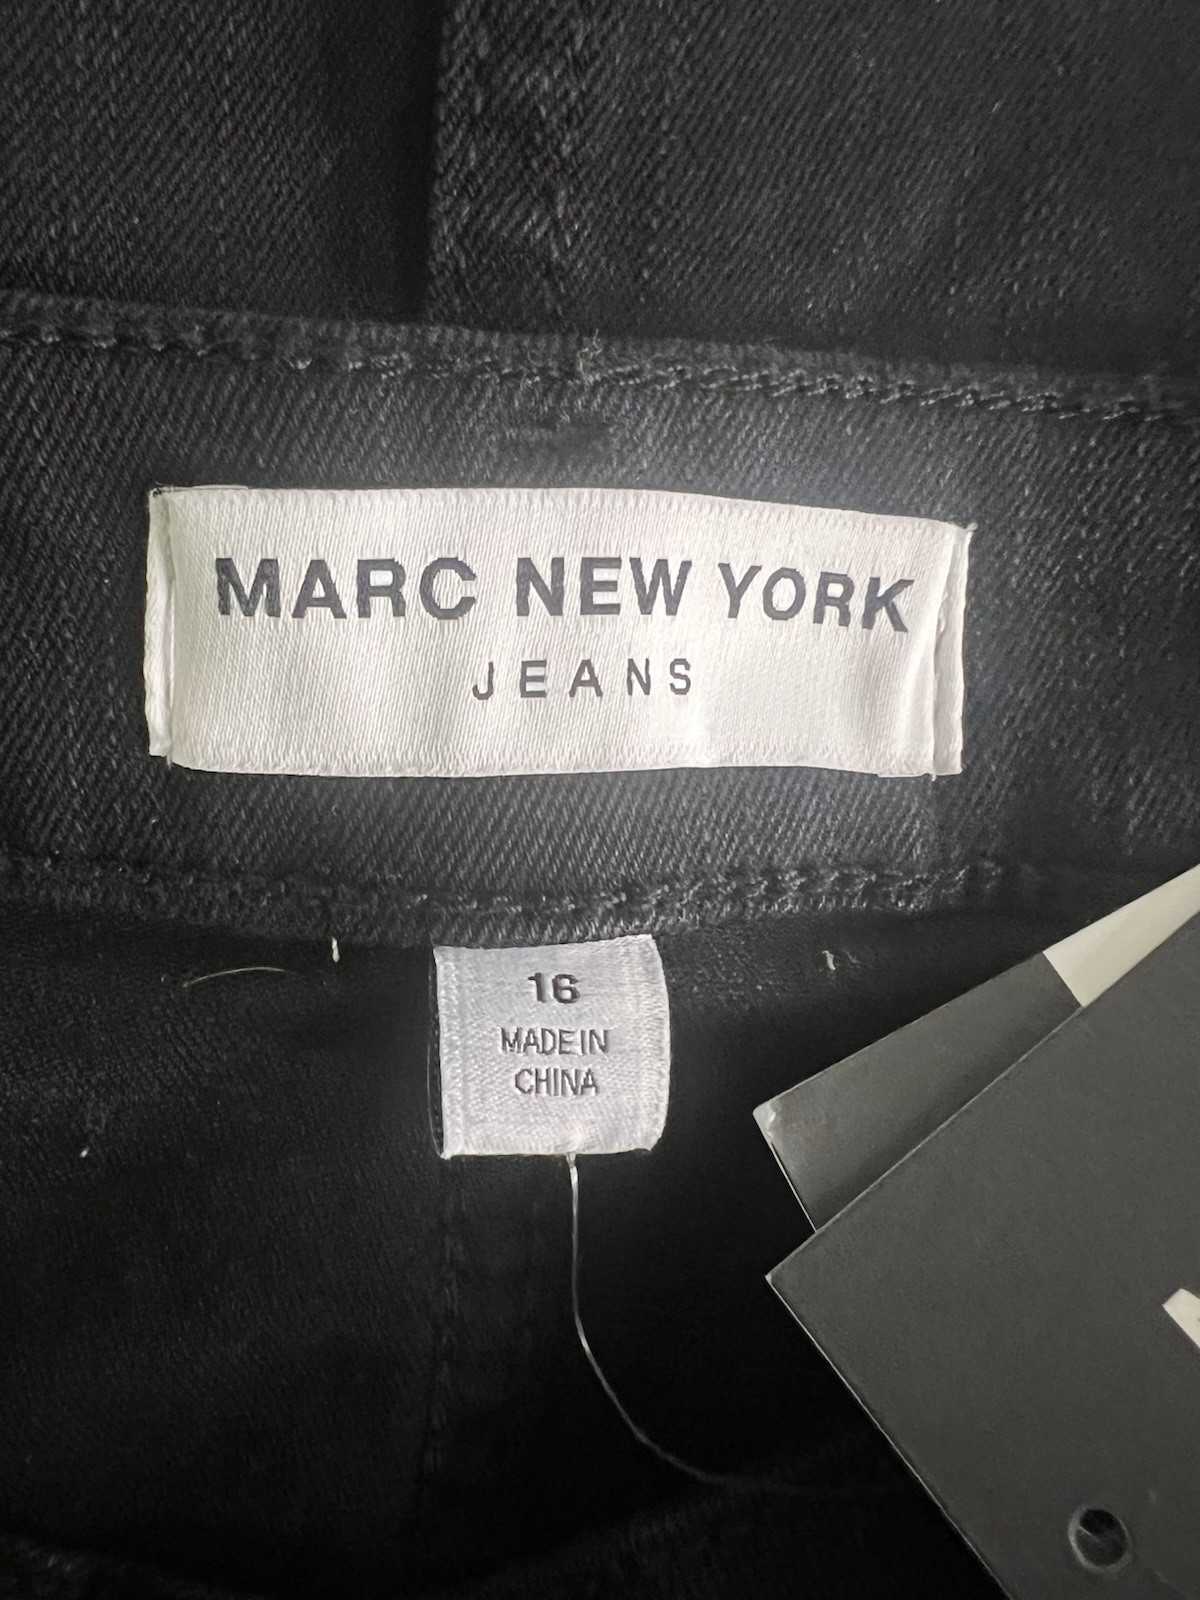 MARC NEW YORK
JEANS
16
MADE IN
CHINA